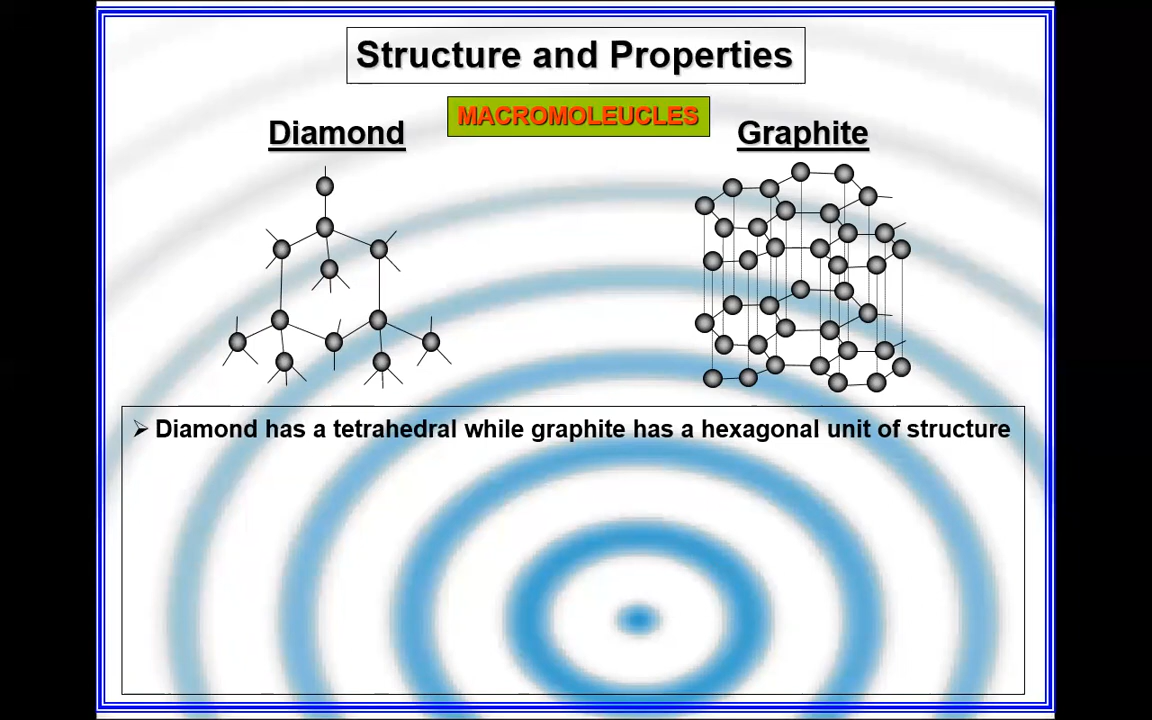 Structure and Properties
MACROMOLEUCLES
Diamond
Graphite
➢ Diamond has a tetrahedral while graphite has a hexagonal unit of structure